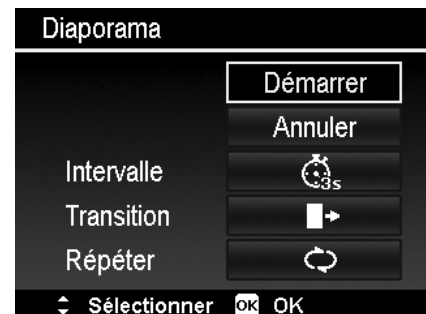 Diaporama
Démarrer
Annuler
Intervalle 3s
Transition
Répéter
Sélectionner OK OK